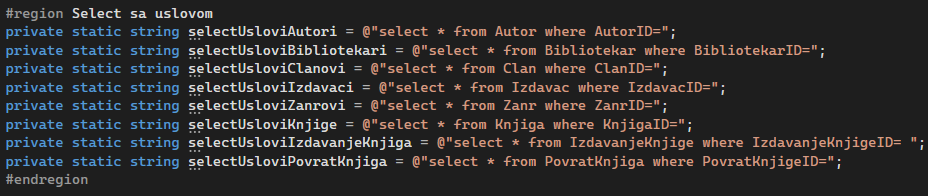 #region Select sa uslovom
private static string selectUsloviAutori = @"select * from Autor where AutorID=";
private static string selectUsloviBibliotekari = @"select * from Bibliotekar where BibliotekarID=";
private static string selectUsloviClanovi = @"select * from Clan where ClanID=";
private static string selectUsloviIzdavaci = @"select * from Izdavac where IzdavacID=";
private static string selectUsloviZanrovi = @"select * from Zanr where ZanrID=";
private static string selectUsloviKnjige = @"select * from Knjiga where KnjigaID=";
private static string selectUsloviIzdavanjeKnjiga = @"select * from IzdavanjeKnjige where IzdavanjeKnjigeID= ";
private static string selectUsloviPovratKnjiga = @"select * from PovratKnjiga where PovratKnjigeID=";
#endregion